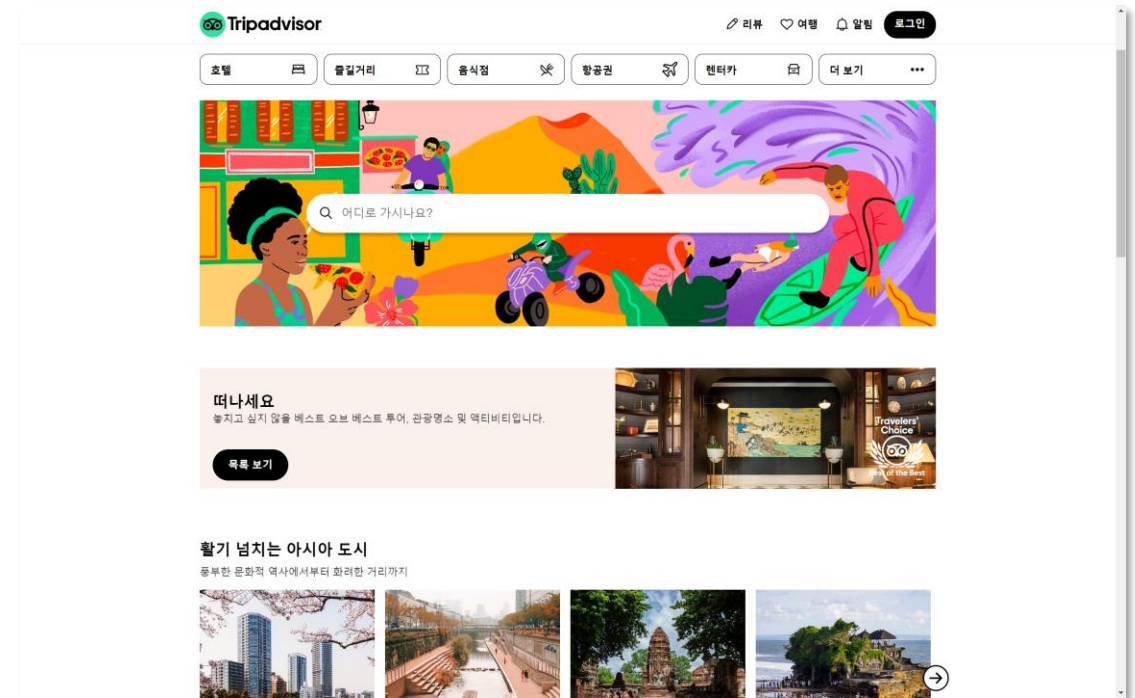 Tripadvisor
리뷰
여행
알림
로그인
호텔
즐길거리
음식점
항공권
렌터카
더 보기
어디로 가시나요?
떠나세요
놓치고 싶지 않을 베스트 오브 베스트 투어, 관광명소 및 액티비티입니다.
목록 보기
Travelers'
Choice
Best of the Best
활기 넘치는 아시아 도시
풍부한 문화적 역사에서부터 화려한 거리까지